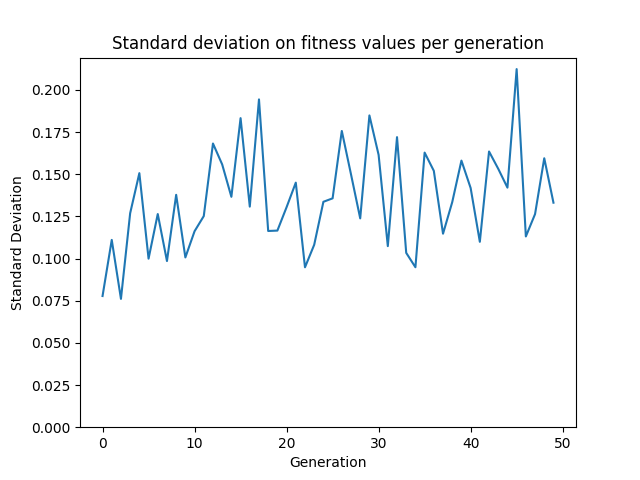 Standard deviation on fitness values per generation
0.200
0.175
0.150
0.125
0.100
0.075
0.050
0.025
0.000
Standard Deviation
0 10 20 30 40 50
Generation